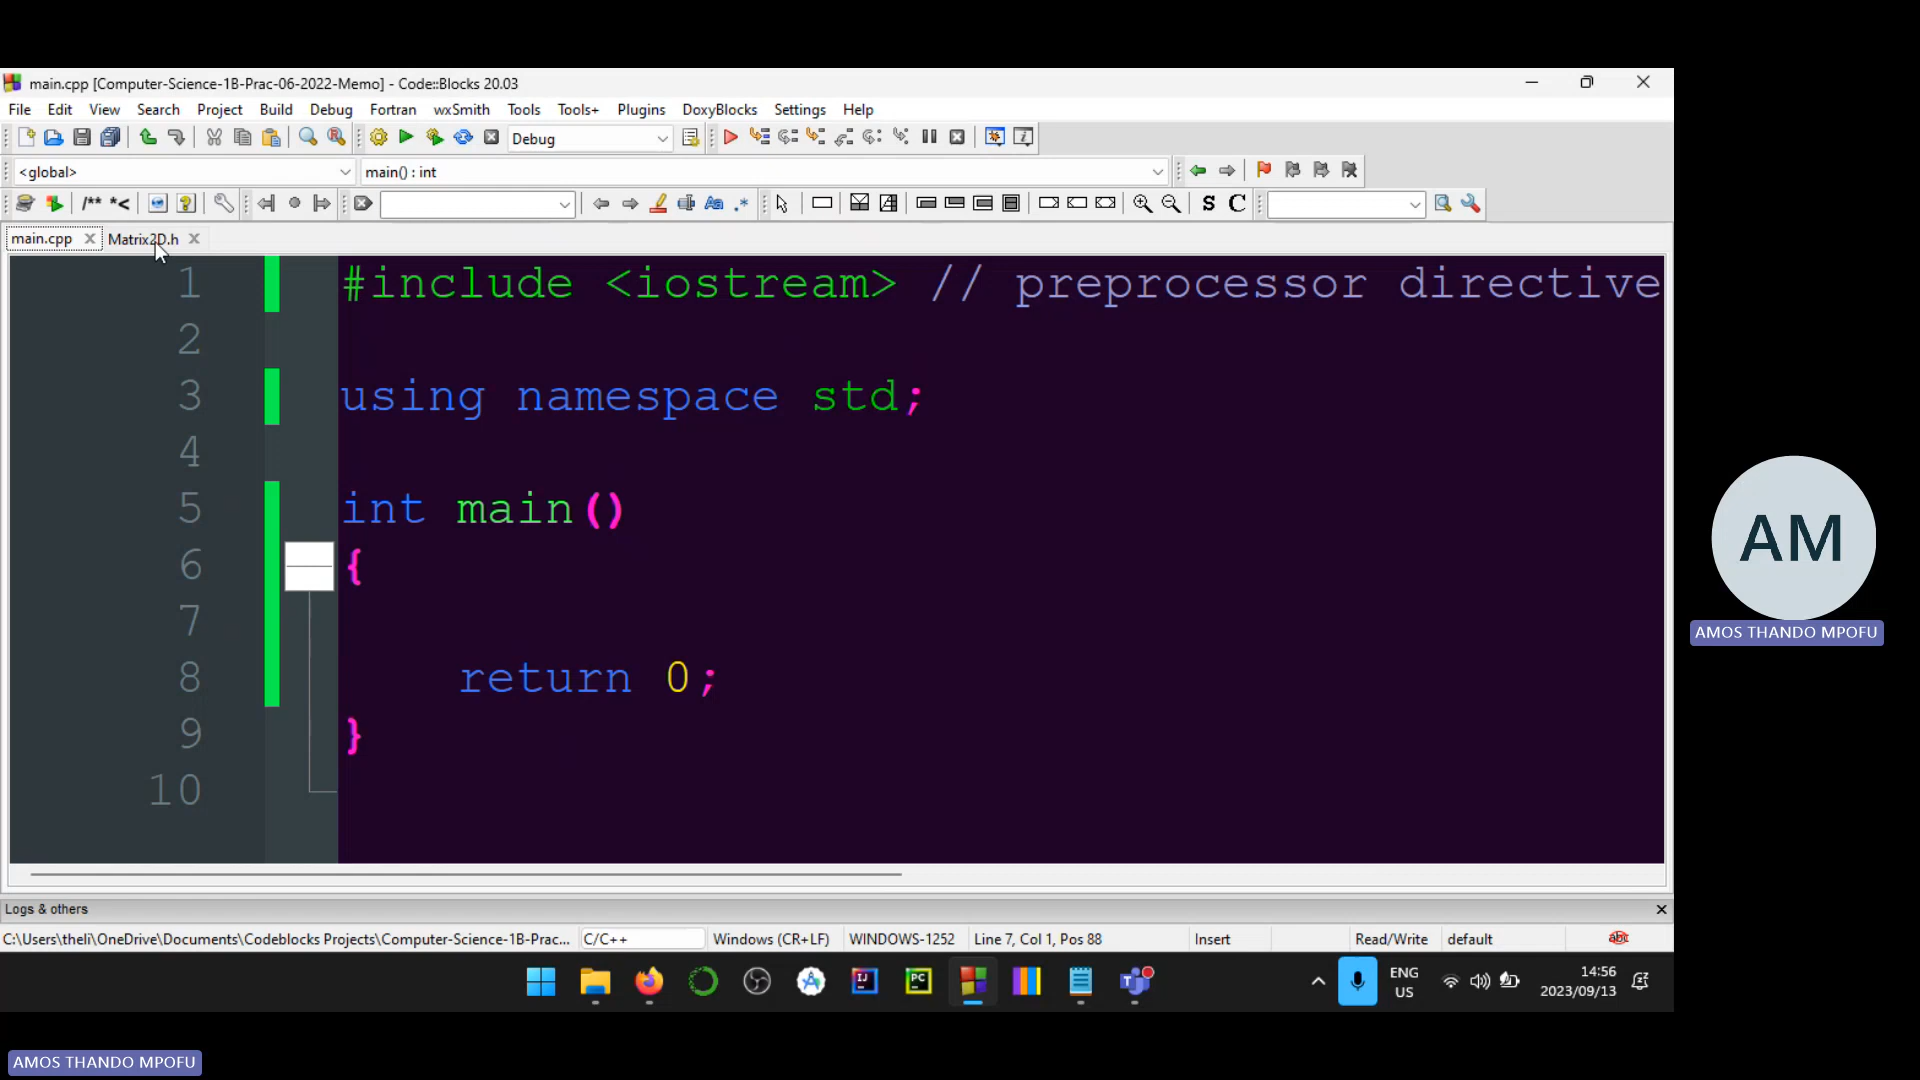 main.cpp [Computer-Science-1B-Prac-06-2022-Memo] - Code::Blocks 20.03
File Edit View Search Project Build Debug Fortran wxSmith Tools Tools+ Plugins DoxyBlocks Settings Help
Debug
<global> main() : int
/** *< Aa .* S C
main.cpp Matrix2D.h
1 #include <iostream> // preprocessor directive
2
3 using namespace std;
4
5 int main()
6 {
7
8 return 0;
9 }
10
AM
AMOS THANDO MPOFU
Logs & others
C:\Users\theli\OneDrive\Documents\Codeblocks Projects\Computer-Science-1B-Prac... C/C++ Windows (CR+LF) WINDOWS-1252 Line 7, Col 1, Pos 88 Insert Read/Write default abc
ENG
US
14:56
2023/09/13
AMOS THANDO MPOFU